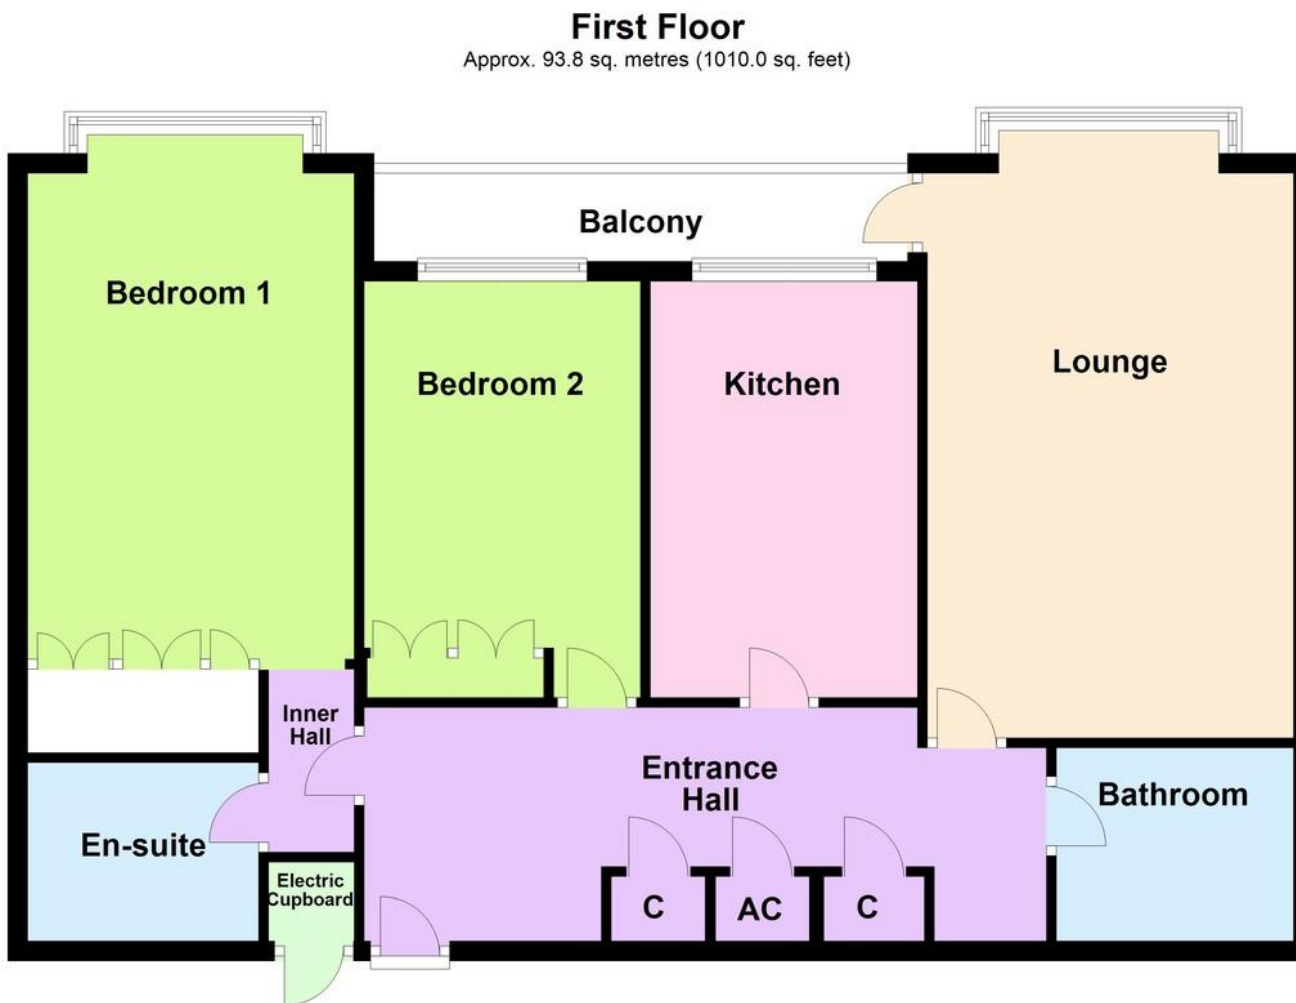 First Floor
Approx. 93.8 sq. metres (1010.0 sq. feet)
Balcony
Bedroom 1
Bedroom 2
Kitchen
Lounge
Inner
Hall
Entrance
Hall
Bathroom
En-suite
Electric
Cupboard
C
AC
C